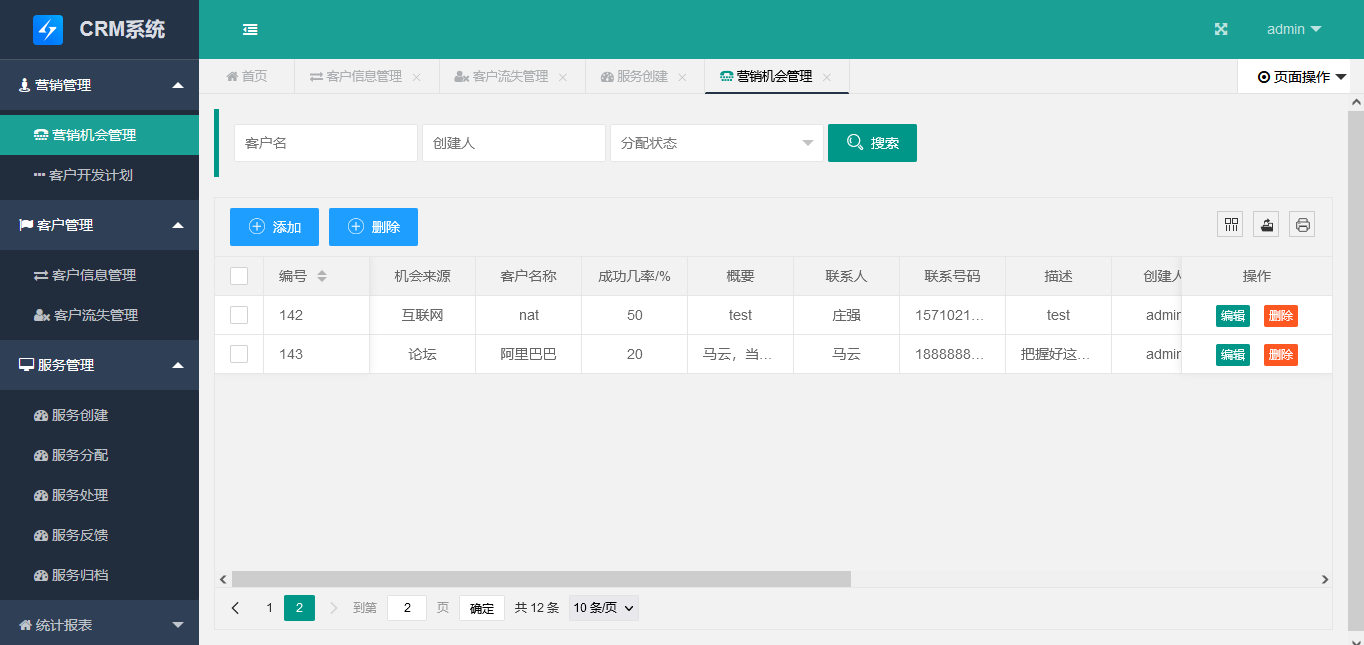 CRM系统
admin
营销管理
营销机会管理
客户开发计划
客户管理
客户信息管理
客户流失管理
服务管理
服务创建
服务分配
服务处理
服务反馈
服务归档
统计报表
首页 客户信息管理 客户流失管理 服务创建 营销机会管理 页面操作
客户名 创建人 分配状态 搜索
添加 删除
编号 机会来源 客户名称 成功几率/% 概要 联系人 联系号码 描述 创建人 操作
142 互联网 nat 50 test 庄强 1571021... test admin 编辑 删除
143 论坛 阿里巴巴 20 马云，当... 马云 1888888... 把握好这... admin 编辑 删除
1 2 到第 2 页 确定 共 12 条 10 条/页